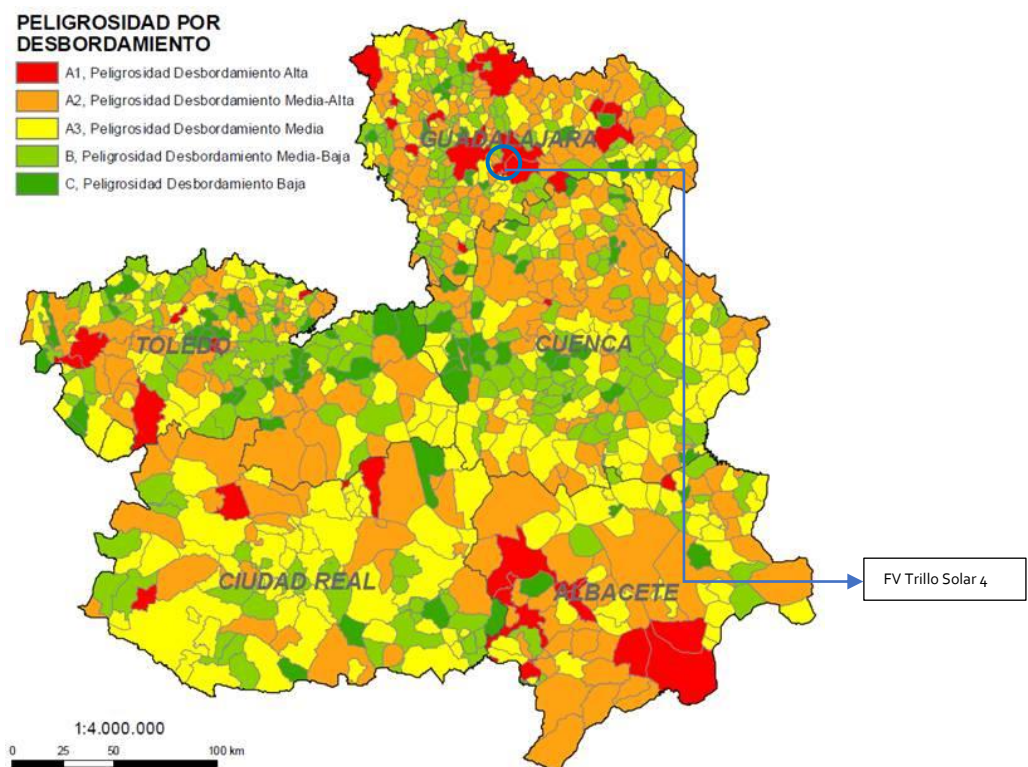 PELIGROSIDAD POR
DESBORDAMIENTO
A1, Peligrosidad Desbordamiento Alta
A2, Peligrosidad Desbordamiento Media-Alta
A3, Peligrosidad Desbordamiento Media
B, Peligrosidad Desbordamiento Media-Baja
C, Peligrosidad Desbordamiento Baja
GUADALAJARA
TOLEDO
CUENCA
CIUDAD REAL
ALBACETE
FV Trillo Solar 4
1:4.000.000
0 25 50 100 km